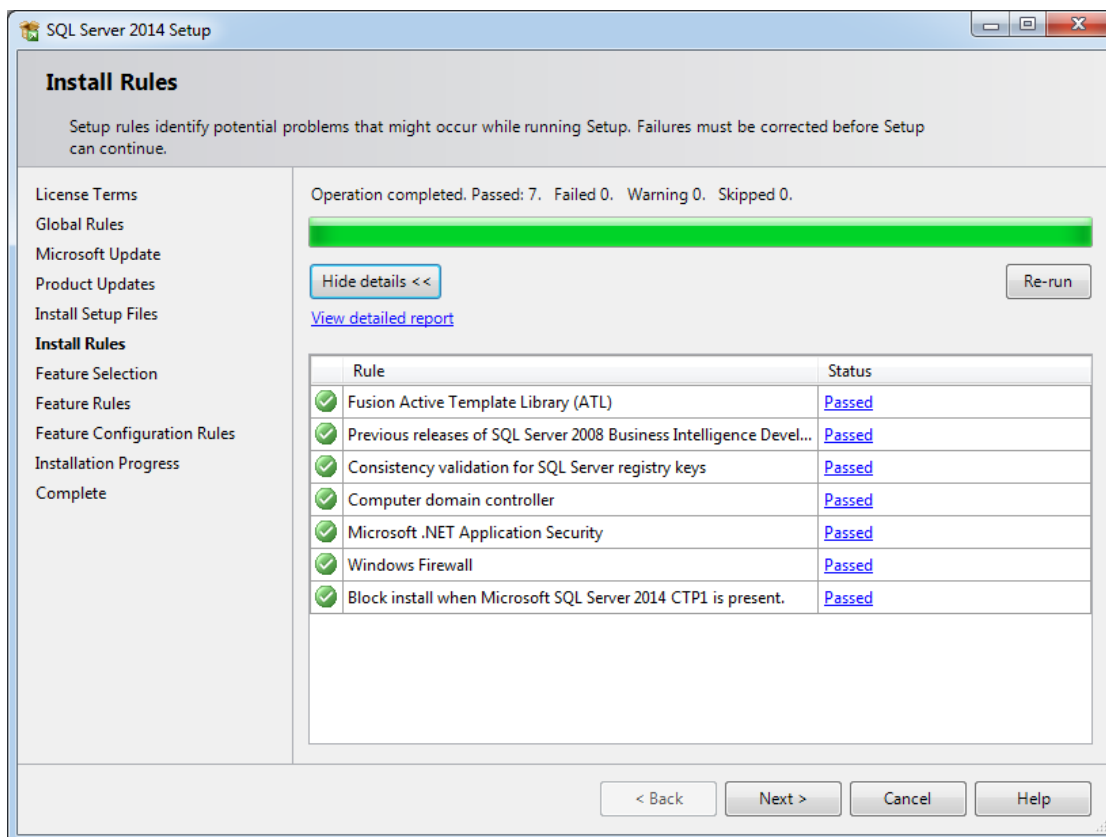 SQL Server 2014 Setup
Install Rules
Setup rules identify potential problems that might occur while running Setup. Failures must be corrected before Setup
can continue.
License Terms
Global Rules
Microsoft Update
Product Updates
Install Setup Files
Install Rules
Feature Selection
Feature Rules
Feature Configuration Rules
Installation Progress
Complete
Operation completed. Passed: 7.   Failed 0.   Warning 0.   Skipped 0.
Hide details <<
Re-run
View detailed report
Rule Status
Fusion Active Template Library (ATL) Passed
Previous releases of SQL Server 2008 Business Intelligence Devel... Passed
Consistency validation for SQL Server registry keys Passed
Computer domain controller Passed
Microsoft .NET Application Security Passed
Windows Firewall Passed
Block install when Microsoft SQL Server 2014 CTP1 is present. Passed
< Back Next > Cancel Help